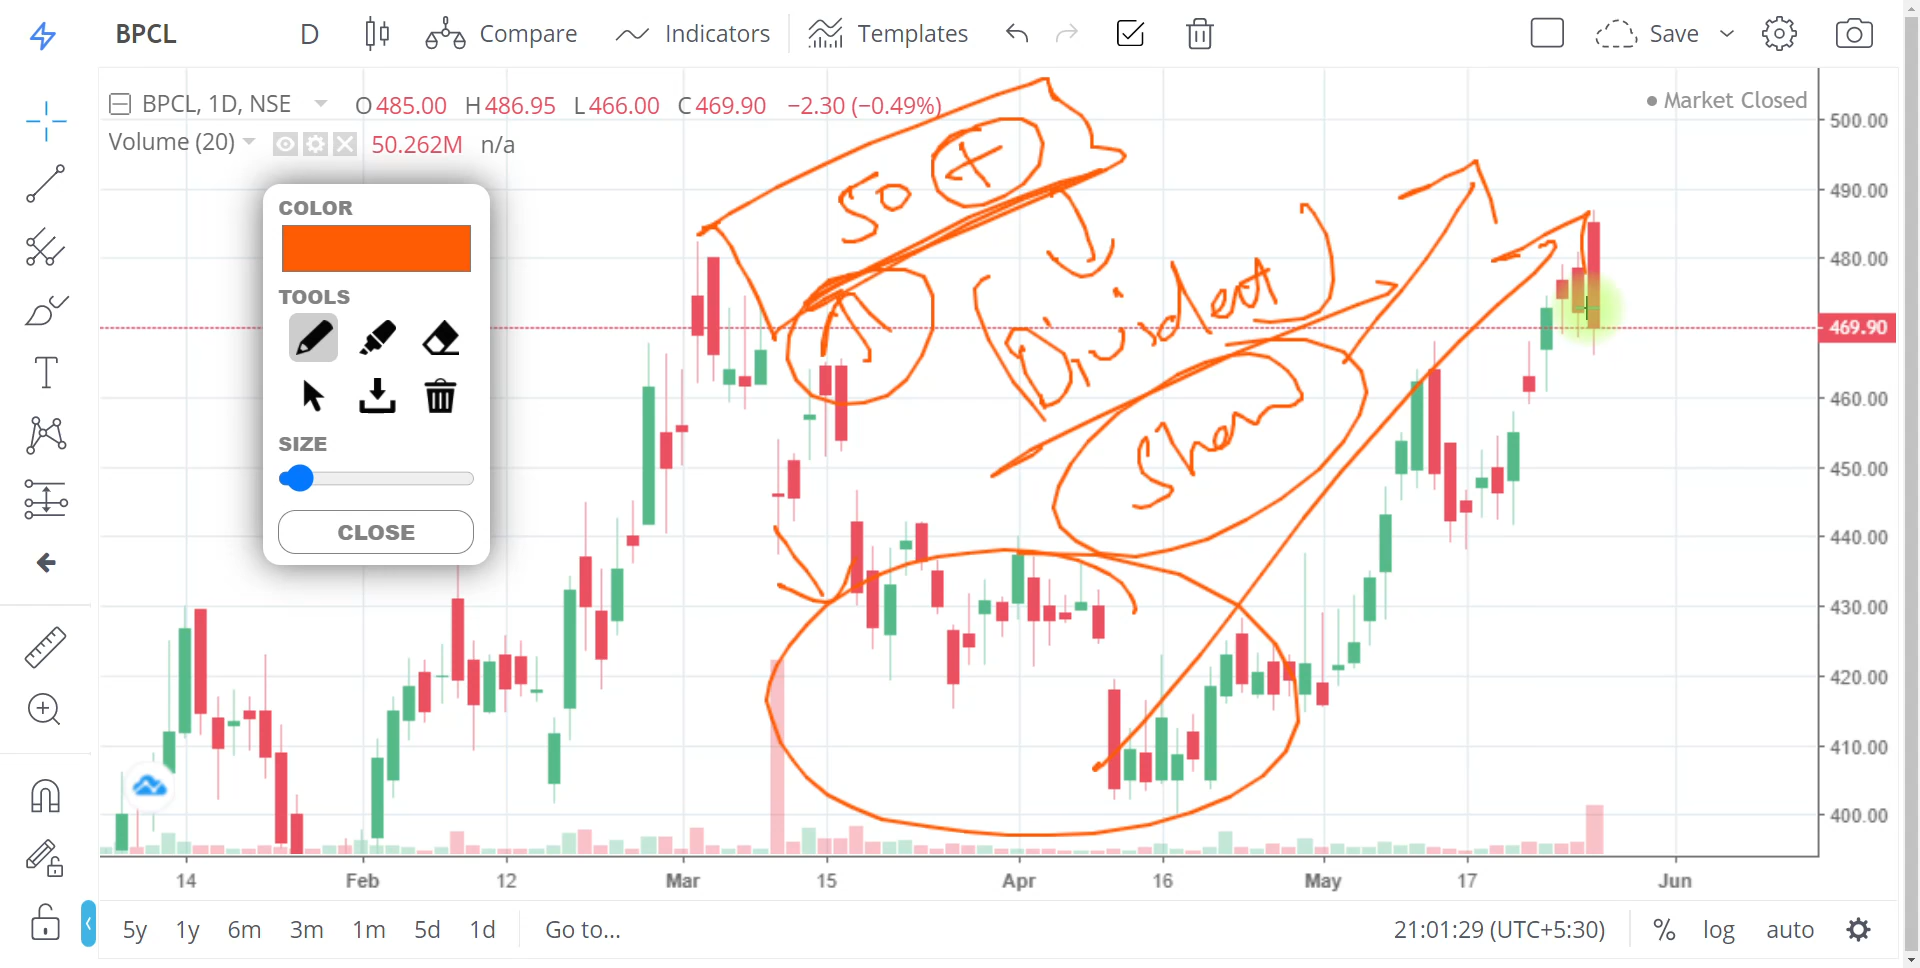 BPCL D Compare Indicators Templates Save
BPCL, 1D, NSE O485.00 H486.95 L466.00 C469.90 −2.30 (−0.49%)
Market Closed
Volume (20) 50.262M n/a
COLOR
TOOLS
SIZE
CLOSE
50 +
Share
500.00
490.00
480.00
469.90
460.00
450.00
440.00
430.00
420.00
410.00
400.00
14 Feb 12 Mar 15 Apr 16 May 17 Jun
5y 1y 6m 3m 1m 5d 1d Go to... 21:01:29 (UTC+5:30) % log auto